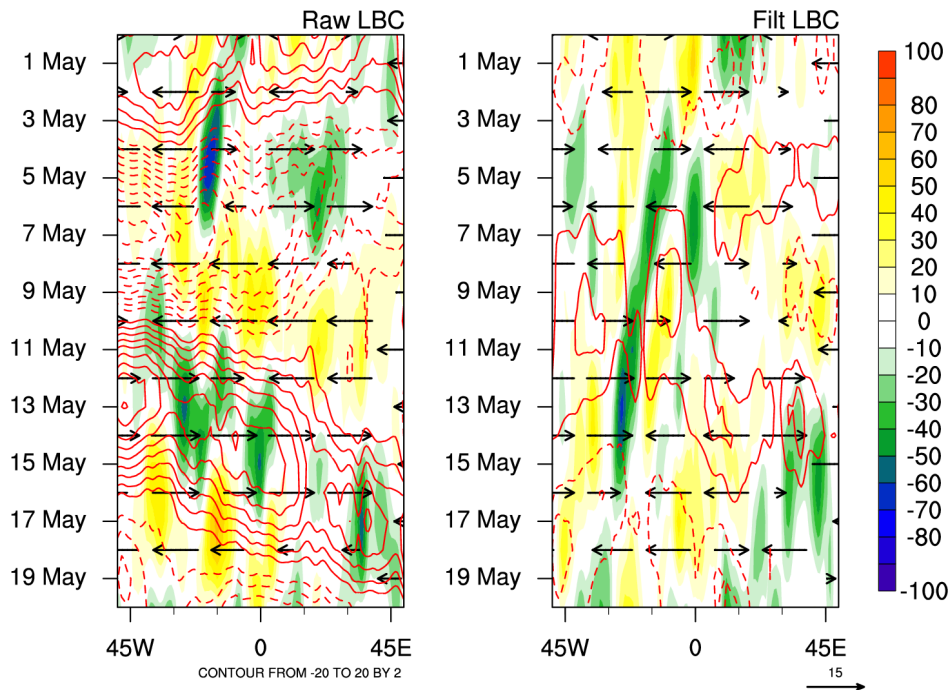 Raw LBC
1 May
3 May
5 May
7 May
9 May
11 May
13 May
15 May
17 May
19 May
45W 0 45E
CONTOUR FROM -20 TO 20 BY 2
Filt LBC
1 May
3 May
5 May
7 May
9 May
11 May
13 May
15 May
17 May
19 May
45W 0 45E
15
100
80
70
60
50
40
30
20
10
0
-10
-20
-30
-40
-50
-60
-70
-80
-100